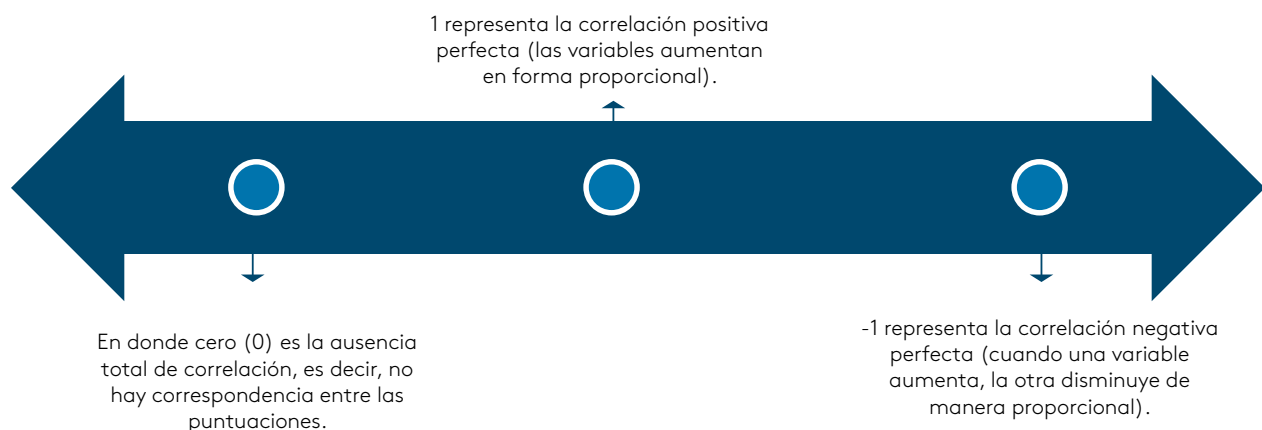 1 representa la correlación positiva
perfecta (las variables aumentan
en forma proporcional).
En donde cero (0) es la ausencia
total de correlación, es decir, no
hay correspondencia entre las
puntuaciones.
-1 representa la correlación negativa
perfecta (cuando una variable
aumenta, la otra disminuye de
manera proporcional).